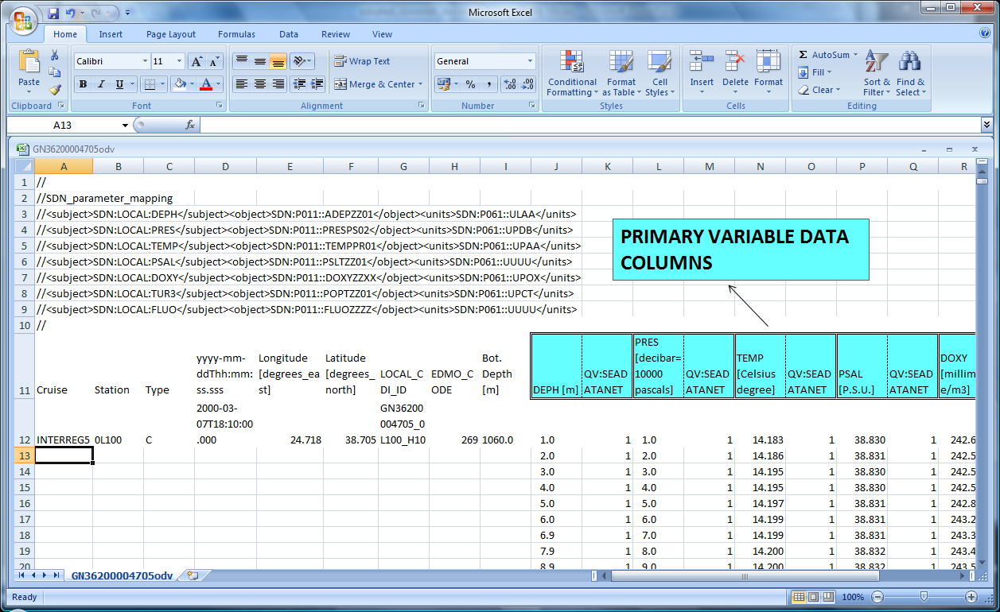 Microsoft Excel
Home Insert Page Layout Formulas Data Review View
Paste
Clipboard
Calibri 11
B I U
Font
Wrap Text
Merge & Center
Alignment
General
% ,
Number
Conditional Formatting
Format as Table
Cell Styles
Styles
Insert Delete Format
Cells
Σ AutoSum
Fill
Clear
Sort & Filter
Find & Select
Editing
A13 fx
GN36200004705odv
A B C D E F G H I J K L M N O P Q R
1 //
2 //SDN_parameter_mapping
3 //<subject>SDN:LOCAL:DEPH</subject><object>SDN:P011::ADEPZZ01</object><units>SDN:P061::ULAA</units>
4 //<subject>SDN:LOCAL:PRES</subject><object>SDN:P011::PRESPS02</object><units>SDN:P061::UPDB</units>
5 //<subject>SDN:LOCAL:TEMP</subject><object>SDN:P011::TEMPPR01</object><units>SDN:P061::UPAA</units>
6 //<subject>SDN:LOCAL:PSAL</subject><object>SDN:P011::PSLTZZ01</object><units>SDN:P061::UUUU</units>
7 //<subject>SDN:LOCAL:DOXY</subject><object>SDN:P011::DOXYZZXX</object><units>SDN:P061::UPOX</units>
8 //<subject>SDN:LOCAL:TUR3</subject><object>SDN:P011::POPTZZ01</object><units>SDN:P061::UPCT</units>
9 //<subject>SDN:LOCAL:FLUO</subject><object>SDN:P011::FLUOZZZZ</object><units>SDN:P061::UUUU</units>
10 //
PRIMARY VARIABLE DATA
COLUMNS
11 Cruise Station Type yyyy-mm-ddThh:mm:ss.sss Longitude [degrees_east] Latitude [degrees_north] LOCAL_CDI_ID EDMO_CODE Bot. Depth [m] DEPH [m] QV:SEADATANET PRES [decibar=10000 pascals] QV:SEADATANET TEMP [Celsius degree] QV:SEADATANET PSAL [P.S.U.] QV:SEADATANET DOXY [millim e/m3]
12 INTERREG5 0L100 C 2000-03-07T18:10:00.000 24.718 38.705 GN36200004705_0L100_H10 269 1060.0 1.0 1 1.0 1 14.183 1 38.830 1 242.6
13 2.0 1 2.0 1 14.186 1 38.831 1 242.5
14 3.0 1 3.0 1 14.195 1 38.830 1 242.5
15 4.0 1 4.0 1 14.195 1 38.830 1 242.5
16 5.0 1 5.0 1 14.197 1 38.831 1 242.8
17 6.0 1 6.0 1 14.199 1 38.831 1 243.2
18 6.9 1 7.0 1 14.199 1 38.831 1 243.3
19 7.9 1 8.0 1 14.200 1 38.832 1 243.4
20 8.9 1 9.0 1 14.200 1 38.832 1 243.5
GN36200004705odv
Ready 100%